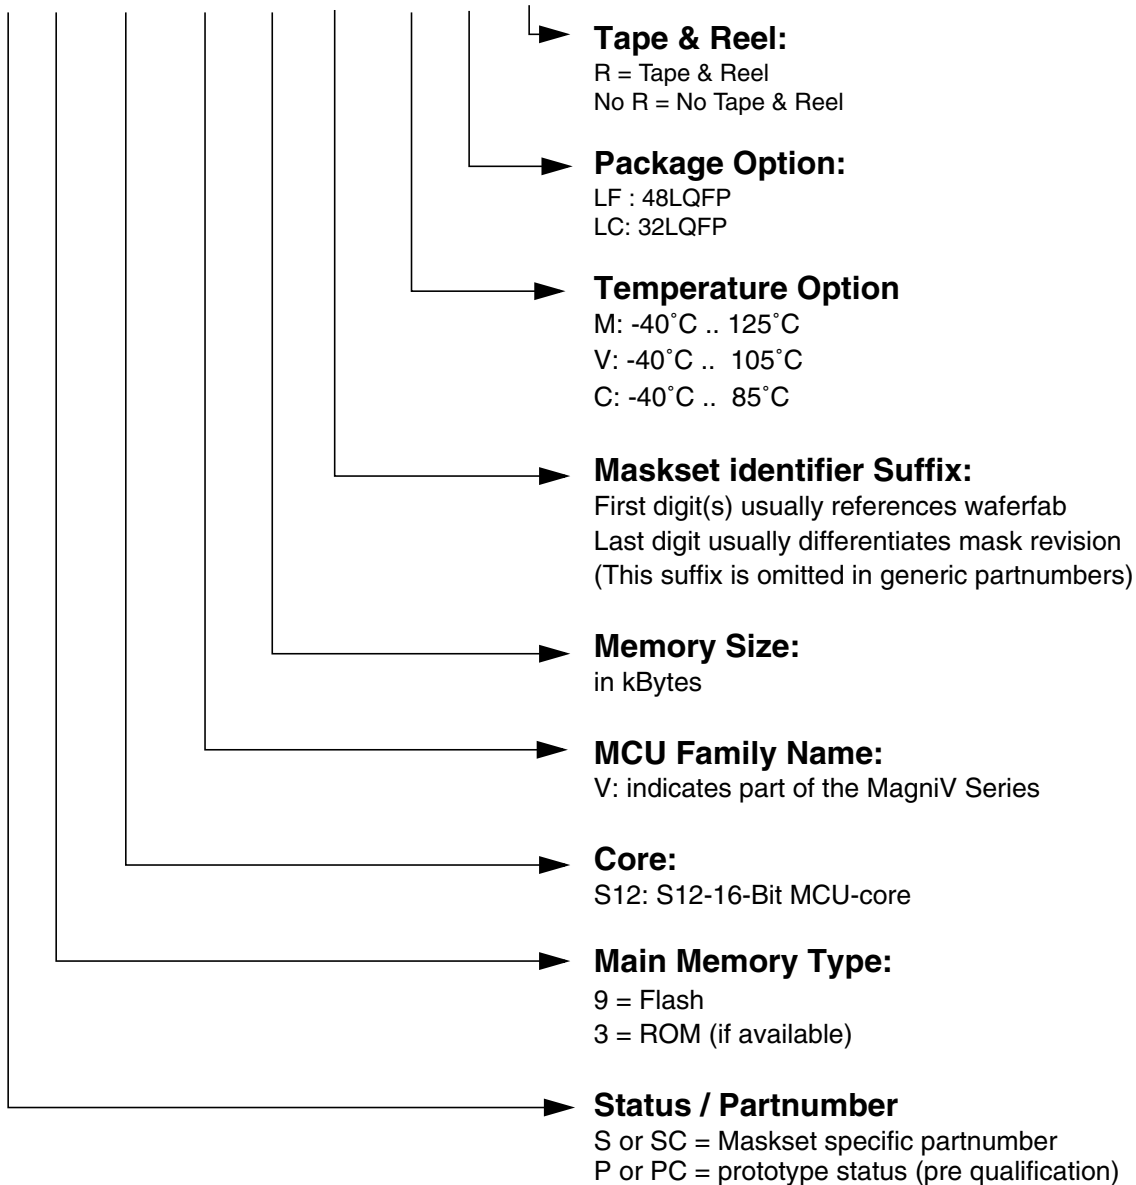 Tape & Reel:
R = Tape & Reel
No R = No Tape & Reel
Package Option:
LF : 48LQFP
LC: 32LQFP
Temperature Option
M: -40˚C .. 125˚C
V: -40˚C .. 105˚C
C: -40˚C .. 85˚C
Maskset identifier Suffix:
First digit(s) usually references waferfab
Last digit usually differentiates mask revision
(This suffix is omitted in generic partnumbers)
Memory Size:
in kBytes
MCU Family Name:
V: indicates part of the MagniV Series
Core:
S12: S12-16-Bit MCU-core
Main Memory Type:
9 = Flash
3 = ROM (if available)
Status / Partnumber
S or SC = Maskset specific partnumber
P or PC = prototype status (pre qualification)